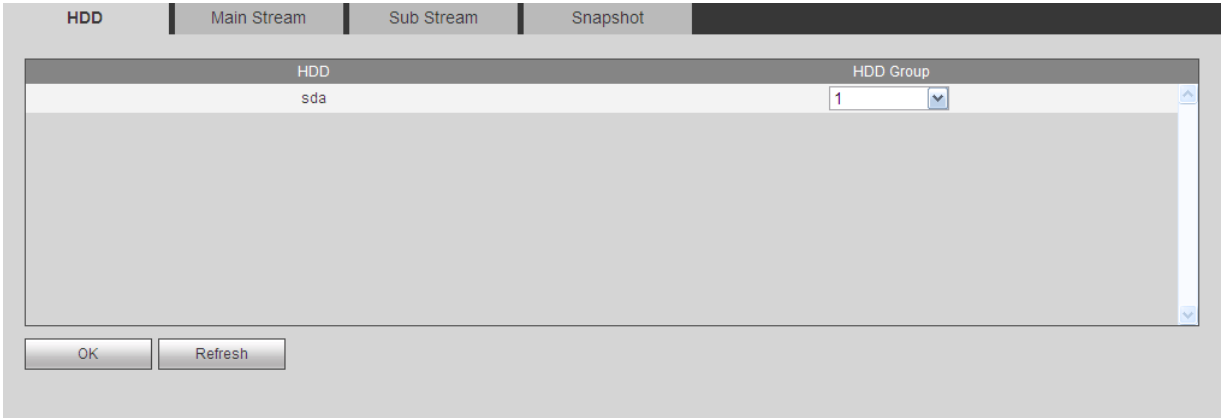 HDD Main Stream Sub Stream Snapshot
HDD HDD Group
sda 1
OK Refresh